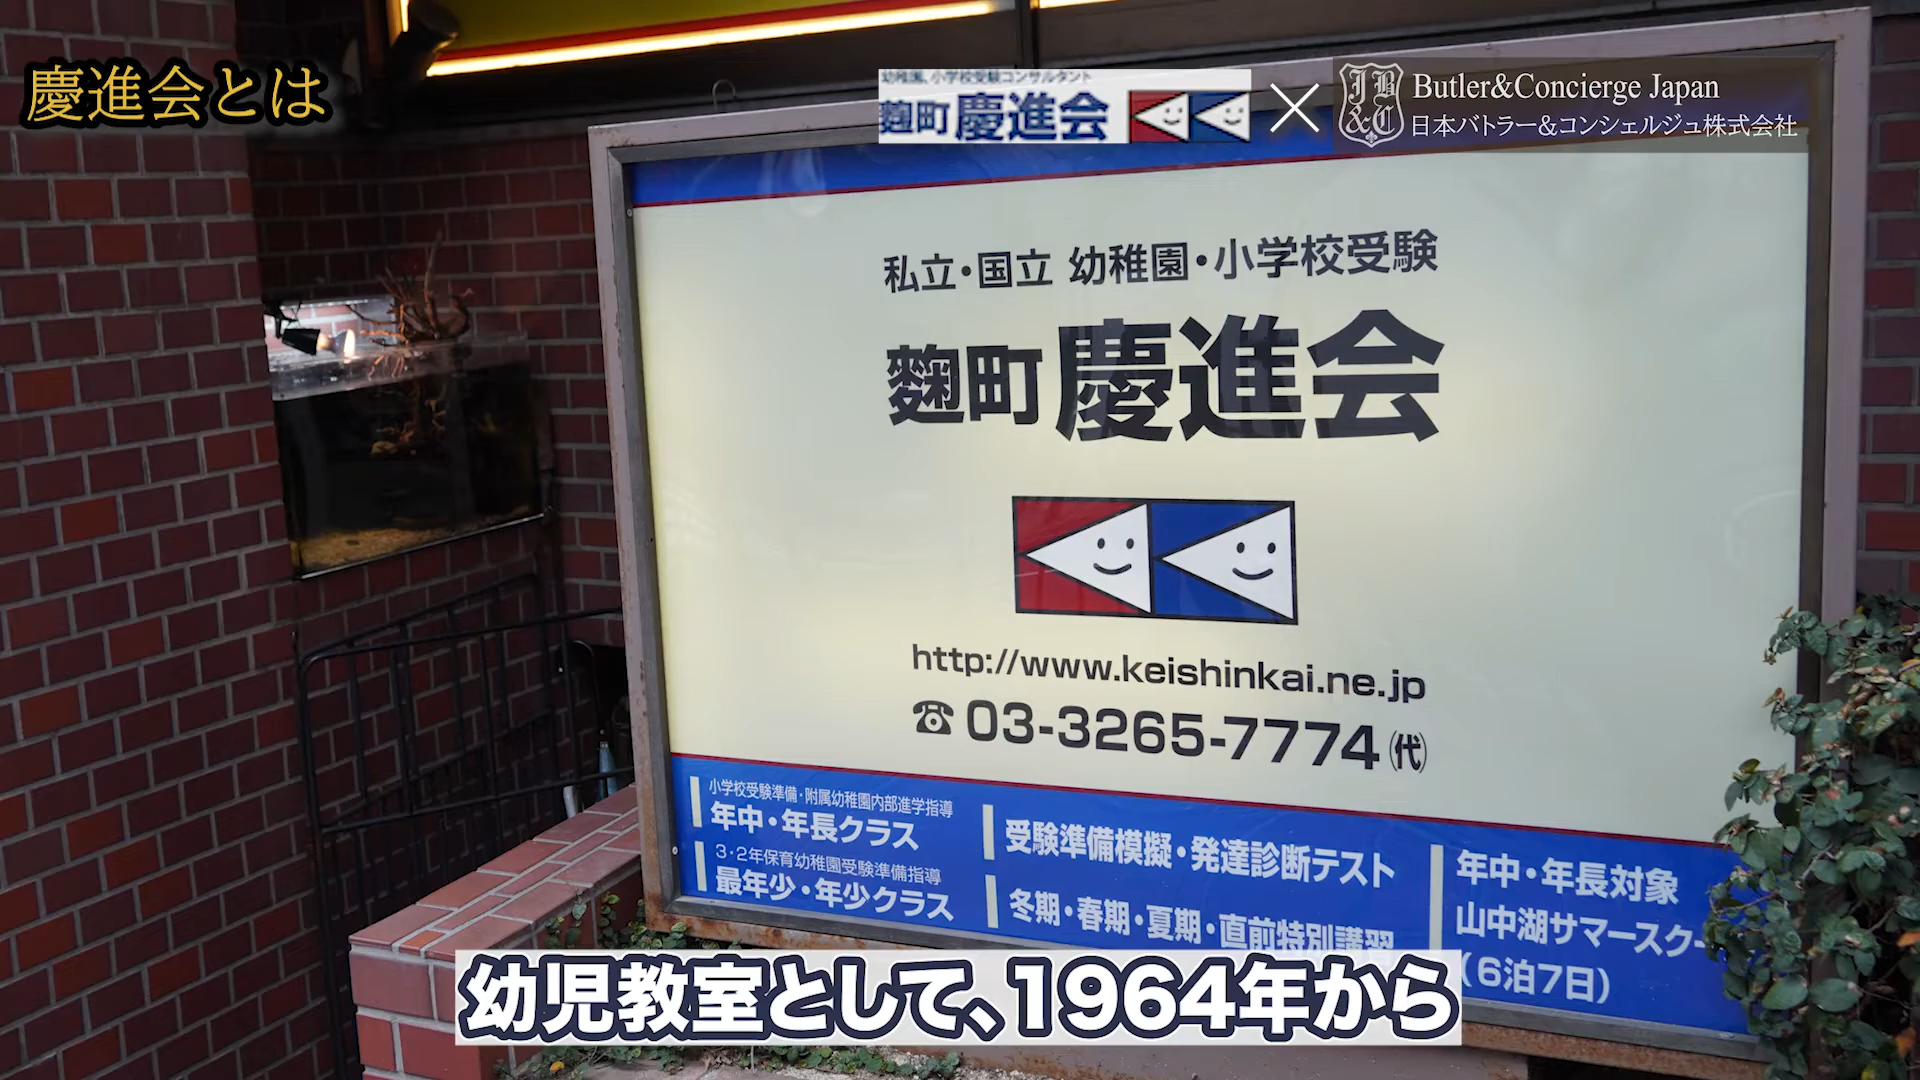 慶進会とは
幼稚園、小学校受験コンサルタント
麴町 慶進会
×
JB&C
Butler&Concierge Japan
日本バトラー&コンシェルジュ株式会社
私立・国立 幼稚園・小学校受験
麴町 慶進会
http://www.keishinkai.ne.jp
☎03-3265-7774(代)
小学校受験準備・附属幼稚園内部進学指導
年中・年長クラス
3・2年保育幼稚園受験準備指導
最年少・年少クラス
受験準備模擬・発達診断テスト
冬期・春期・夏期・直前特別講習
年中・年長対象
山中湖サマースクー
(6泊7日)
幼児教室として、1964年から